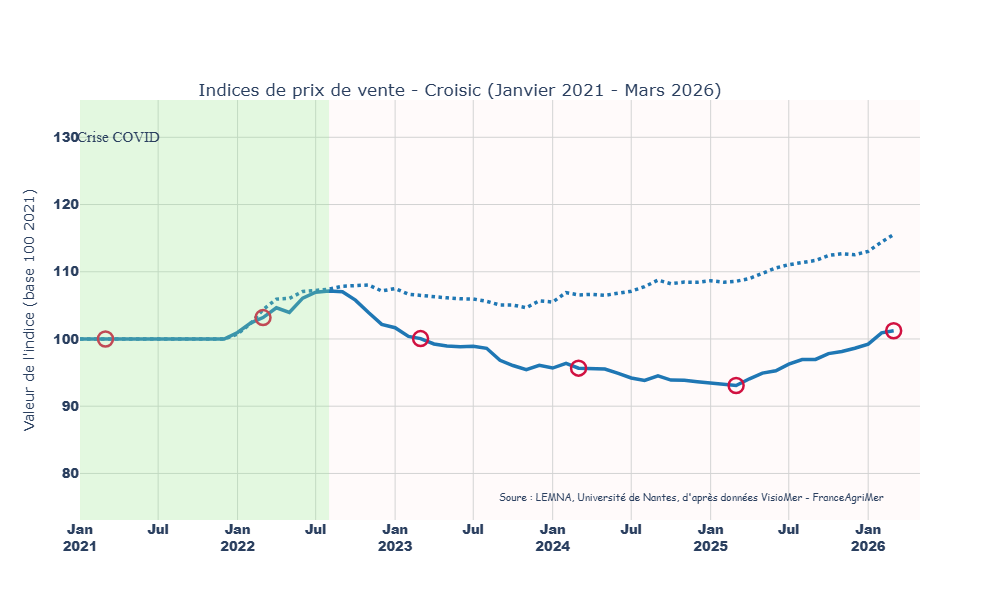 Indices de prix de vente - Croisic (Janvier 2021 - Mars 2026)
Valeur de l'indice (base 100 2021)
130
Crise COVID
120
110
100
90
80
Soure : LEMNA, Université de Nantes, d'après données VisioMer - FranceAgriMer
Jan Jul Jan Jul Jan Jul Jan Jul Jan Jul Jan
2021 2022 2023 2024 2025 2026